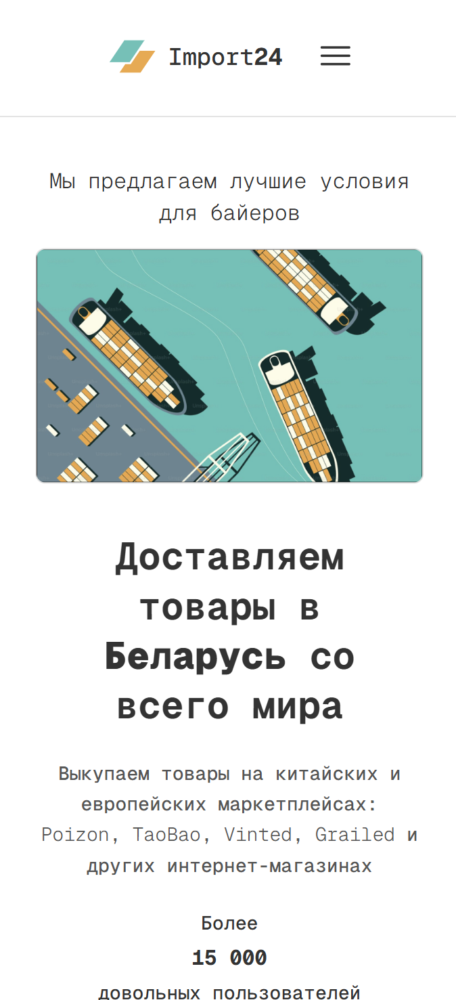 Import24
Мы предлагаем лучшие условия
для байеров
Доставляем
товары в
Беларусь со
всего мира
Выкупаем товары на китайских и
европейских маркетплейсах:
Poizon, TaoBao, Vinted, Grailed и
других интернет-магазинах
Более
15 000
довольных пользователей